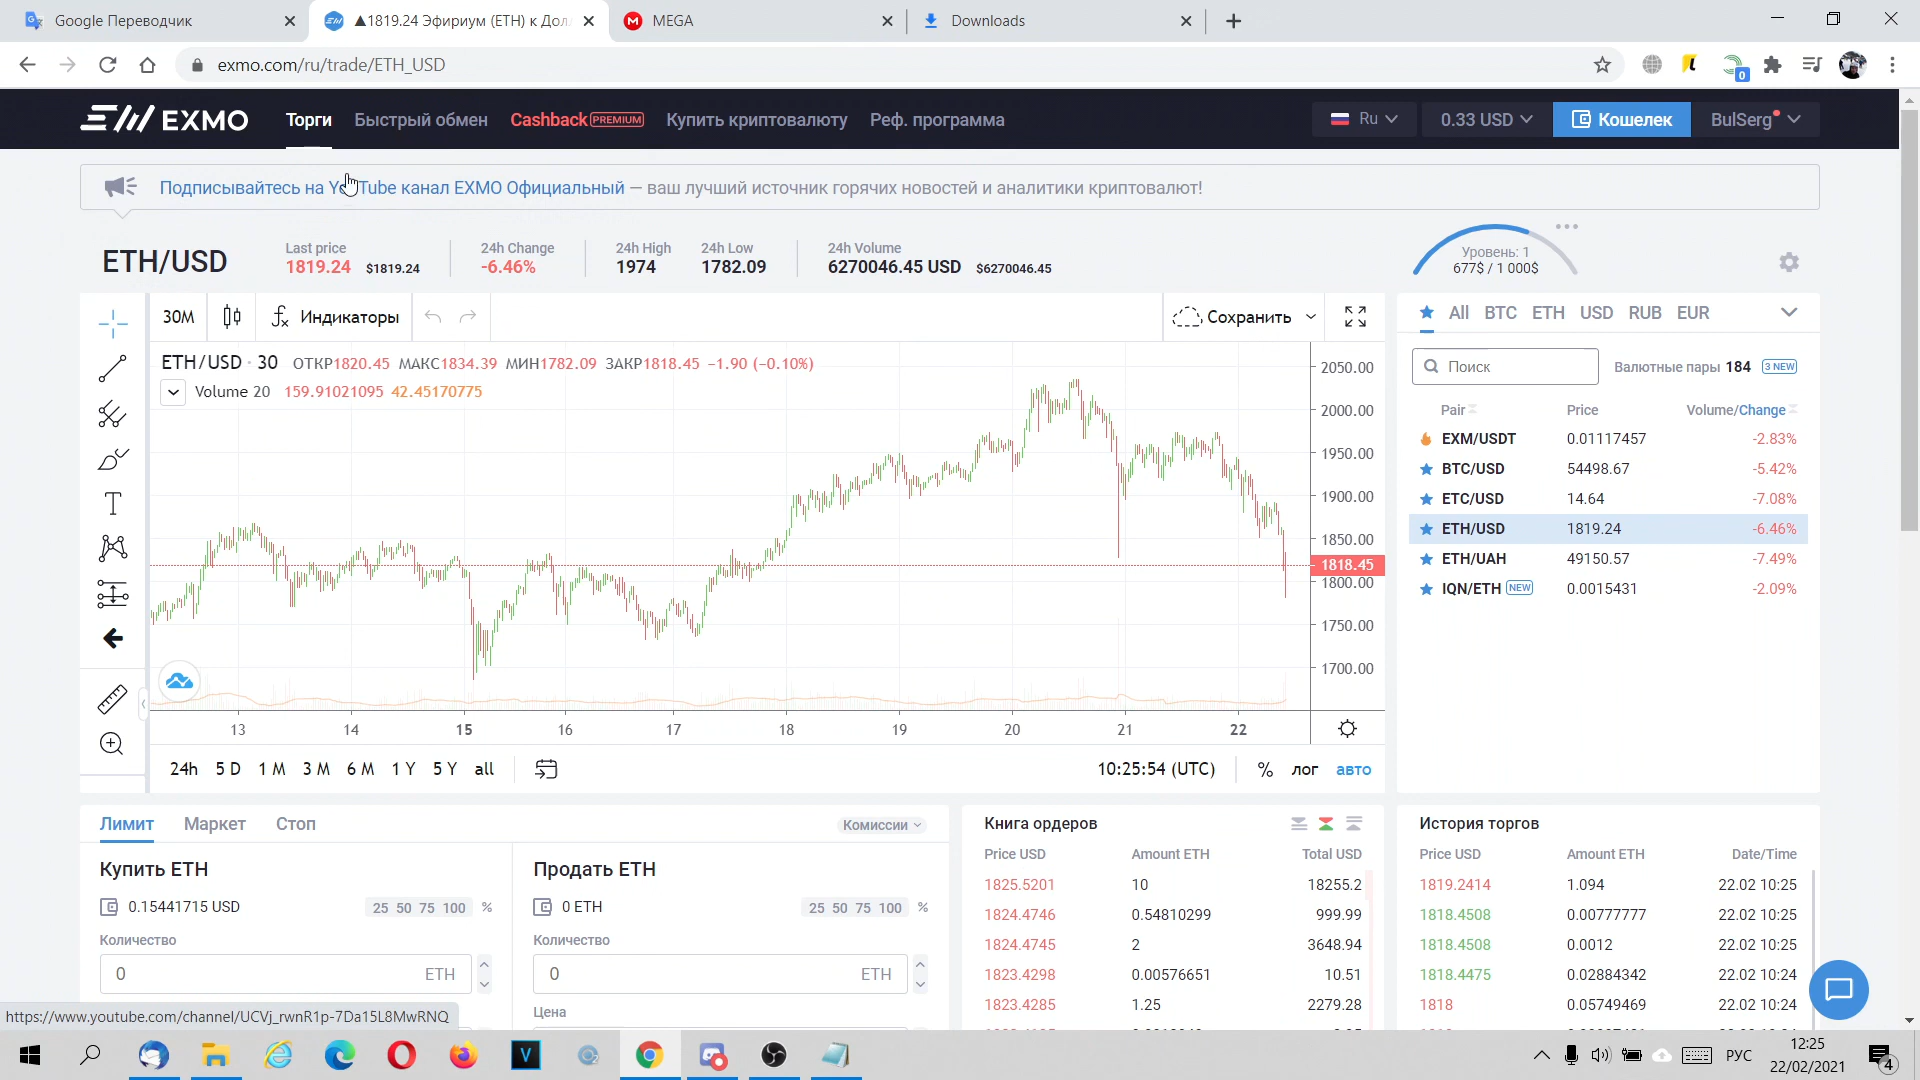 Google Переводчик
▲1819.24 Эфириум (ETH) к Дол
MEGA
Downloads
exmo.com/ru/trade/ETH_USD
0
EXMO
Торги
Быстрый обмен
Cashback PREMIUM
Купить криптовалюту
Реф. программа
Ru
0.33 USD
Кошелек
BulSerg
Подписывайтесь на YouTube канал EXMO Официальный — ваш лучший источник горячих новостей и аналитики криптовалют!
ETH/USD
Last price
1819.24 $1819.24
24h Change
-6.46%
24h High
1974
24h Low
1782.09
24h Volume
6270046.45 USD $6270046.45
Уровень: 1
677$ / 1 000$
30М
Индикаторы
Сохранить
ETH/USD · 30 ОТКР1820.45 МАКС1834.39 МИН1782.09 ЗАКР1818.45 −1.90 (−0.10%)
Volume 20 159.91021095 42.45170775
2050.00
2000.00
1950.00
1900.00
1850.00
1818.45
1800.00
1750.00
1700.00
13 14 15 16 17 18 19 20 21 22
24h 5 D 1 M 3 M 6 M 1 Y 5 Y all
10:25:54 (UTC) % лог авто
All BTC ETH USD RUB EUR
Поиск
Валютные пары 184 3 NEW
Pair Price Volume/Change
EXM/USDT 0.01117457 -2.83%
BTC/USD 54498.67 -5.42%
ETC/USD 14.64 -7.08%
ETH/USD 1819.24 -6.46%
ETH/UAH 49150.57 -7.49%
IQN/ETH NEW 0.0015431 -2.09%
Лимит Маркет Стоп
Комиссии
Купить ETH
0.15441715 USD
25 50 75 100 %
Количество
0 ETH
Продать ETH
0 ETH
25 50 75 100 %
Количество
0 ETH
Цена
Книга ордеров
Price USD Amount ETH Total USD
1825.5201 10 18255.2
1824.4746 0.54810299 999.99
1824.4745 2 3648.94
1823.4298 0.00576651 10.51
1823.4285 1.25 2279.28
История торгов
Price USD Amount ETH Date/Time
1819.2414 1.094 22.02 10:25
1818.4508 0.00777777 22.02 10:25
1818.4508 0.0012 22.02 10:25
1818.4475 0.02884342 22.02 10:24
1818 0.05749469 22.02 10:24
https://www.youtube.com/channel/UCVj_rwnR1p-7Da15L8MwRNQ
РУС
12:25
22/02/2021
4